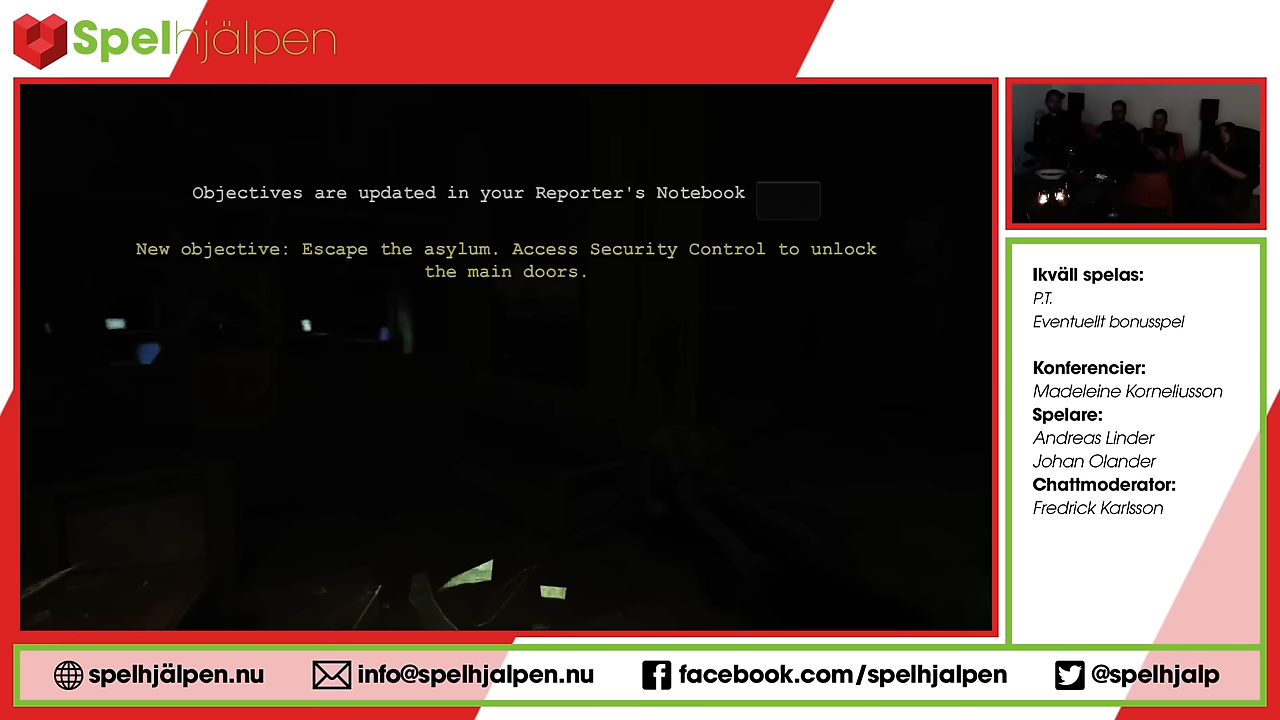 Spelhjälpen
Objectives are updated in your Reporter's Notebook
New objective: Escape the asylum. Access Security Control to unlock
the main doors.
Ikväll spelas:
P.T.
Eventuellt bonusspel
Konferencier:
Madeleine Korneliusson
Spelare:
Andreas Linder
Johan Olander
Chattmoderator:
Fredrick Karlsson
spelhjälpen.nu
info@spelhjalpen.nu
facebook.com/spelhjalpen
@spelhjalp